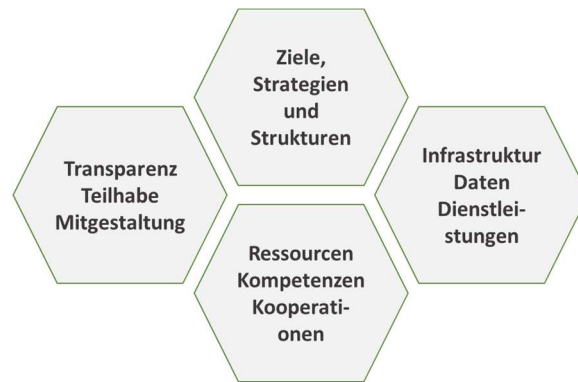 Ziele,
Strategien
und
Strukturen
Transparenz
Teilhabe
Mitgestaltung
Infrastruktur
Daten
Dienstlei-
stungen
Ressourcen
Kompetenzen
Kooperati-
onen